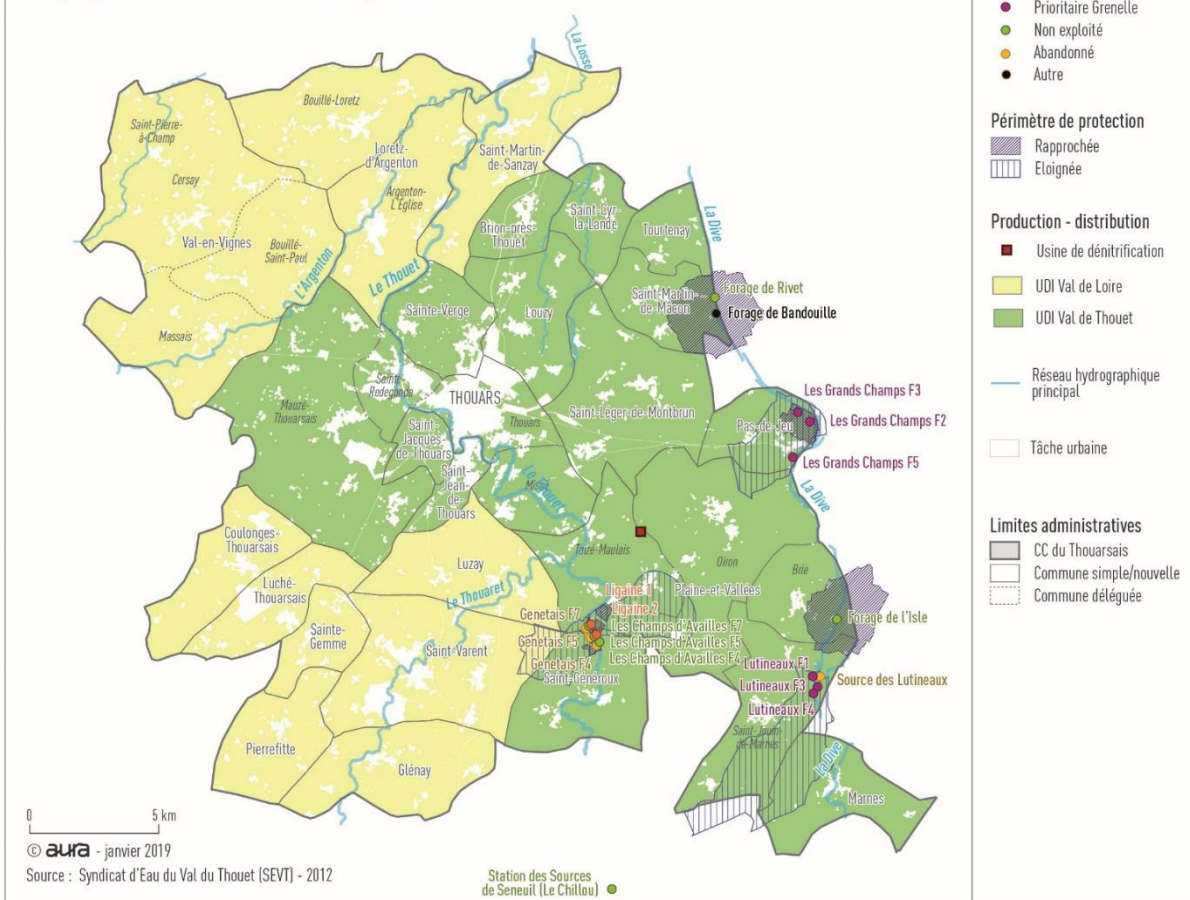 La Losse
Bouillé-Loretz
Saint-Pierre-
à-Champ
Loretz-
d'Argenton
Saint-Martin-
de-Sanzay
Cersay
Argenton-
L'Église
Val-en-Vignes
Bouillé-
Saint-Paul
L'Argenton
Le Thouet
Brion-près-
Thouet
Saint-Cyr-
la-Lande
Tourtenay
La Dive
Massais
Sainte-Verge
Louzy
Saint-Martin-
de-Mâcon
Forage de Rivet
Forage de Bandouille
Mauzé-
Thouarsais
Sainte-
Radegonde
THOUARS
Thouars
Saint-Léger-de-Montbrun
Les Grands Champs F3
Les Grands Champs F2
Pas-de-Jeu
Les Grands Champs F5
Saint-
Jacques-
de-Thouars
Saint-
Jean-
de-
Thouars
Le Thouet
La Dive
Coulonges-
Thouarsais
Luzay
Taizé-Maulais
Oiron
Brie
Luché-
Thouarsais
Le Thouaret
Ligaine 1
Ligaine 2
Plaine-et-Vallées
Genetais F7
Genetais F5
Genetais F4
Les Champs d'Availles F7
Les Champs d'Availles F5
Les Champs d'Availles F4
Forage de l'Isle
Sainte-
Gemme
Saint-Varent
Saint-Généroux
Lutineaux F1
Lutineaux F3
Lutineaux F4
Source des Lutineaux
Saint-Jouin-
de-Marnes
Pierrefitte
Glénay
La Dive
Marnes
0 5 km
© aura - janvier 2019
Source : Syndicat d'Eau du Val du Thouet (SEVT) - 2012
Station des Sources
de Seneuil (Le Chillou)
Prioritaire Grenelle
Non exploité
Abandonné
Autre
Périmètre de protection
Rapprochée
Eloignée
Production - distribution
Usine de dénitrification
UDI Val de Loire
UDI Val de Thouet
Réseau hydrographique
principal
Tâche urbaine
Limites administratives
CC du Thouarsais
Commune simple/nouvelle
Commune déléguée